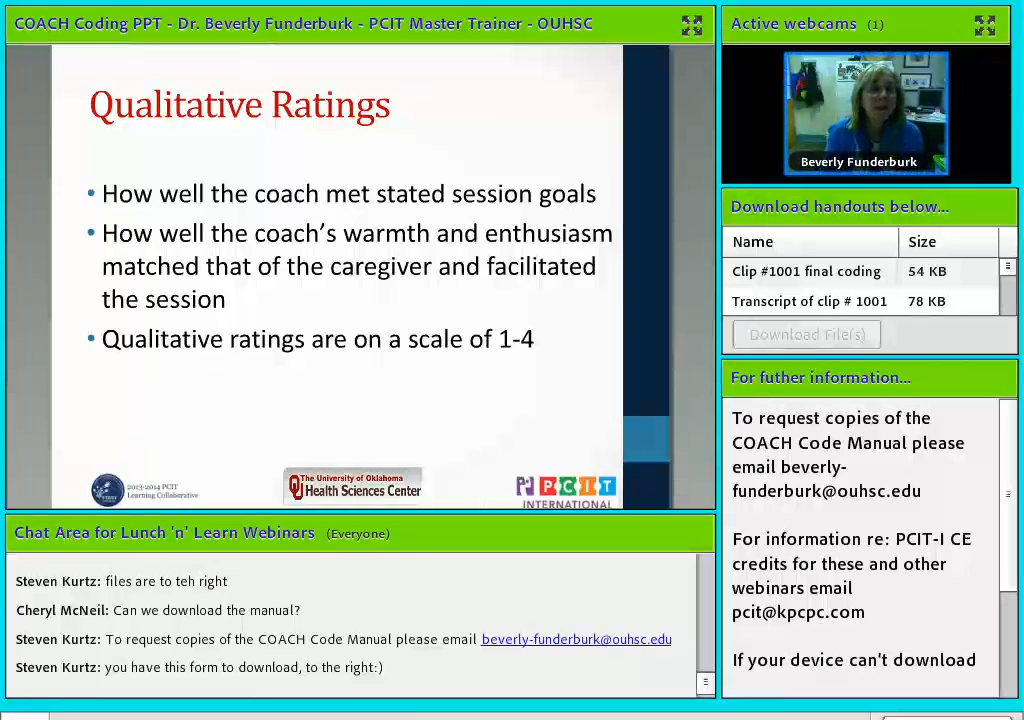 COACH Coding PPT - Dr. Beverly Funderburk - PCIT Master Trainer - OUHSC
Qualitative Ratings
• How well the coach met stated session goals
• How well the coach's warmth and enthusiasm
matched that of the caregiver and facilitated
the session
• Qualitative ratings are on a scale of 1-4
2013-2014 PCIT
Learning Collaborative
The University of Oklahoma
Health Sciences Center
PCIT
INTERNATIONAL
Chat Area for Lunch 'n' Learn Webinars (Everyone)
Steven Kurtz: files are to teh right
Cheryl McNeil: Can we download the manual?
Steven Kurtz: To request copies of the COACH Code Manual please email beverly-funderburk@ouhsc.edu
Steven Kurtz: you have this form to download, to the right:)
Active webcams (1)
Beverly Funderburk
Download handouts below...
Name Size
Clip #1001 final coding 54 KB
Transcript of clip # 1001 78 KB
Download File(s)
For futher information...
To request copies of the
COACH Code Manual please
email beverly-
funderburk@ouhsc.edu
For information re: PCIT-I CE
credits for these and other
webinars email
pcit@kpcpc.com
If your device can't download